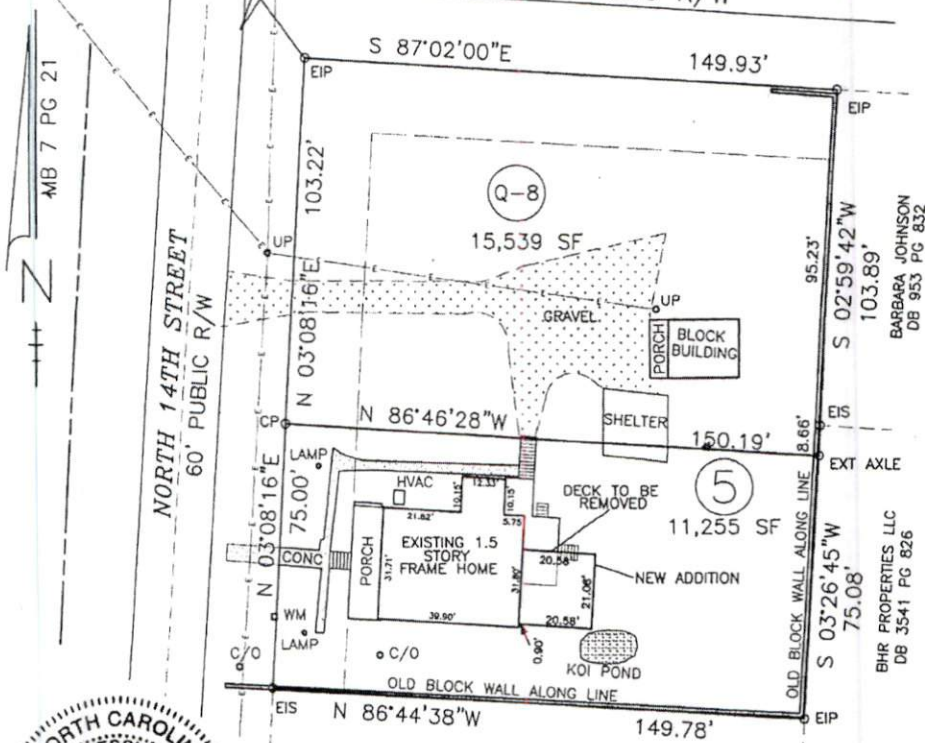 R/W
S 87°02'00"E
149.93'
EIP
EIP
MB 7 PG 21
N
NORTH 14TH STREET
60' PUBLIC R/W
N 03°08'16"E
103.22'
Q-8
15,539 SF
UP
UP
GRAVEL
PORCH
BLOCK
BUILDING
SHELTER
95.23'
S 02°59'42"W
103.89'
BARBARA JOHNSON
DB 953 PG 832
EIS
8.66'
EXT AXLE
CP
N 86°46'28"W
150.19'
LAMP
HVAC
12.33'
10.15'
10.15'
21.62'
5.75
DECK TO BE
REMOVED
5
11,255 SF
N 03°08'16"E
75.00'
CONC
PORCH
31.71'
EXISTING 1.5
STORY
FRAME HOME
31.80'
20.58'
21.06'
NEW ADDITION
39.90'
20.58'
0.90'
WM
LAMP
C/O
C/O
KOI POND
OLD BLOCK WALL ALONG LINE
OLD BLOCK WALL ALONG LINE
S 03°26'45"W
75.08'
BHR PROPERTIES LLC
DB 3541 PG 826
EIS
N 86°44'38"W
149.78'
EIP
NORTH CAROLIN